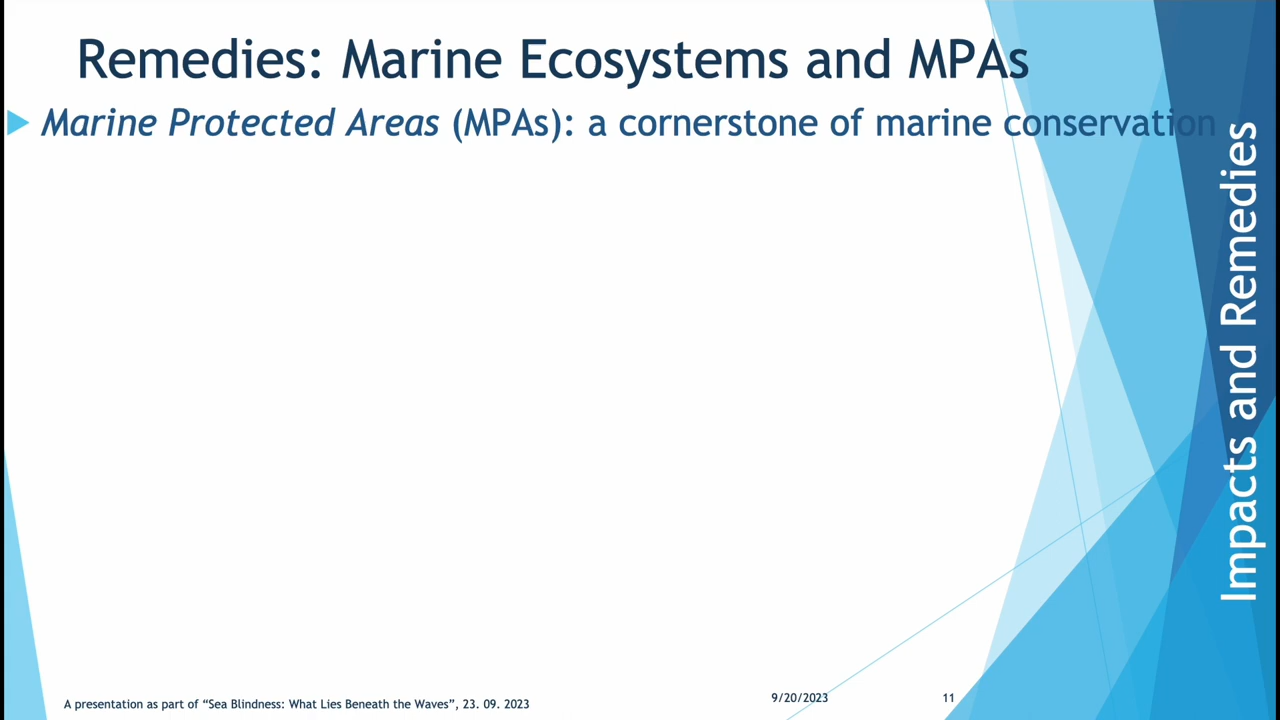 Remedies: Marine Ecosystems and MPAs
Marine Protected Areas (MPAs): a cornerstone of marine conservation
Impacts and Remedies
A presentation as part of “Sea Blindness: What Lies Beneath the Waves”, 23. 09. 2023
9/20/2023
11